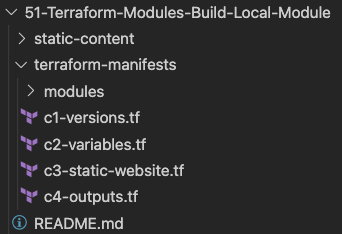 51-Terraform-Modules-Build-Local-Module
static-content
terraform-manifests
modules
c1-versions.tf
c2-variables.tf
c3-static-website.tf
c4-outputs.tf
README.md